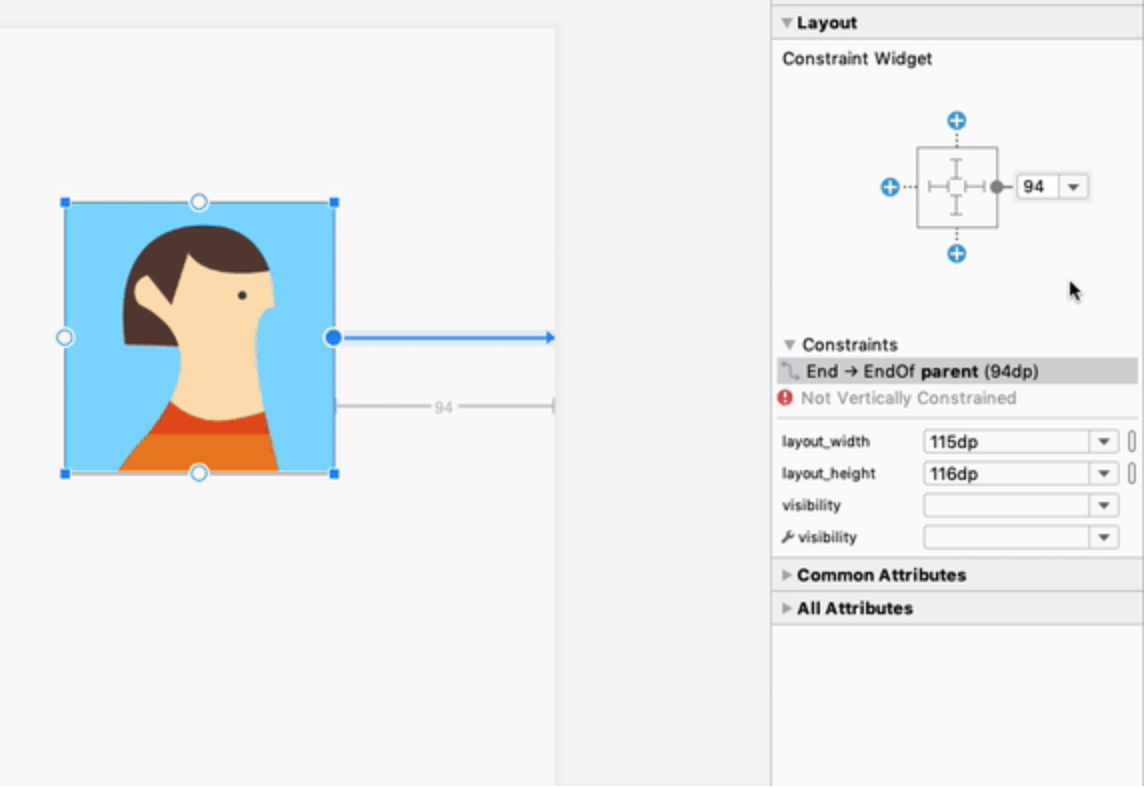 Layout
Constraint Widget
94
94
Constraints
End → EndOf parent (94dp)
Not Vertically Constrained
layout_width 115dp
layout_height 116dp
visibility
visibility
Common Attributes
All Attributes